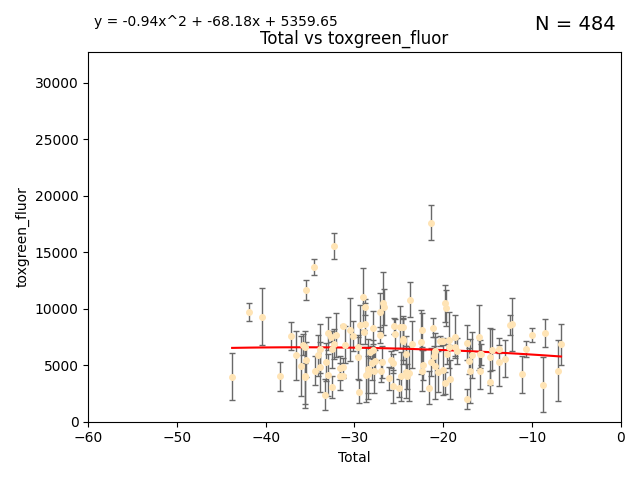 y = -0.94x^2 + -68.18x + 5359.65
N = 484
Total vs toxgreen_fluor
30000
25000
20000
15000
10000
5000
0
toxgreen_fluor
−60
−50
−40
−30
−20
−10
0
Total